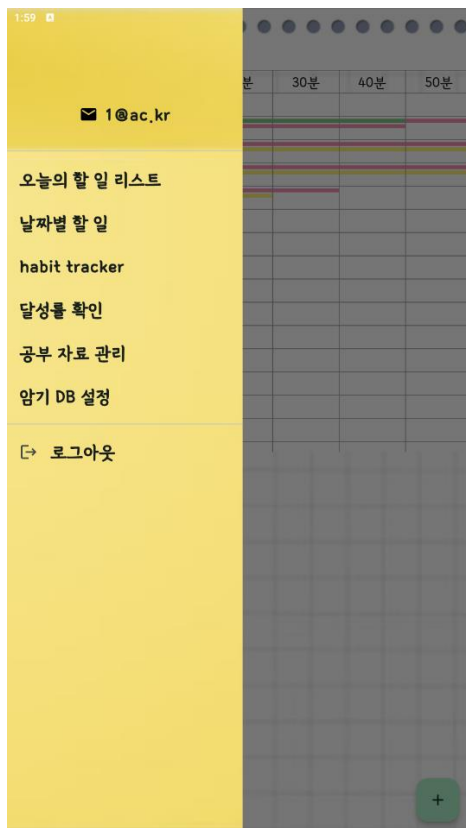 1:59
1@ac.kr
분 30분 40분 50분
오늘의 할 일 리스트
날짜별 할 일
habit tracker
달성률 확인
공부 자료 관리
암기 DB 설정
로그아웃
+